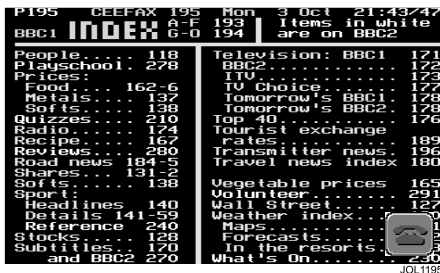 P195 CEEFAX 195 Mon 3 Oct 21:43/47
BBC1 INDEX A-F 193 Items in white
G-O 194 are on BBC2
People..... 118
Playschool. 278
Prices:
Food.... 162-6
Metals..... 137
Softs...... 138
Quizzes..... 210
Radio....... 174
Recipe...... 167
Reviews..... 280
Road news 184-5
Shares... 131-2
Softs....... 138
Sport:
Headlines 140
Details 141-59
Reference 240
Stocks...... 128
Subtitles... 170
and BBC2 270
Television: BBC1 171
BBC2............ 172
ITV............. 173
TV Choice....... 177
Tomorrow's BBC1. 178
Tomorrow's BBC2.
Top 40........... 176
Tourist exchange
rates........... 189
Transmitter news. 196
Travel news index 180
Vegetable prices 165
Volunteer........ 291
Wall Street...... 127
Weather index....
Maps............
Forecasts.......
In the resorts.
What's On........
JOL1195